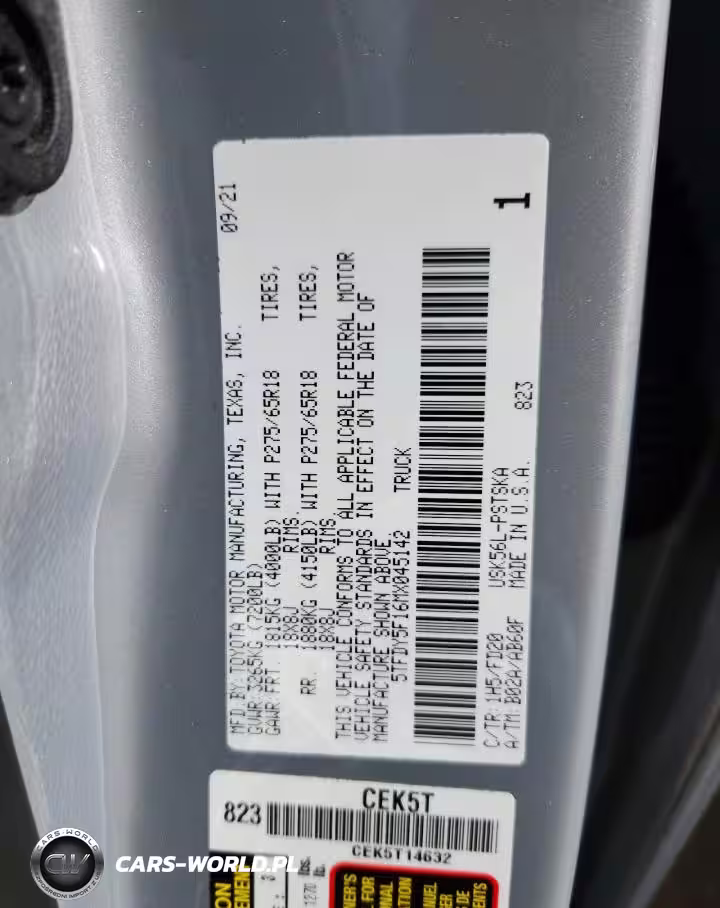 MFD.BY:TOYOTA MOTOR MANUFACTURING, TEXAS, INC. 09/21
GVWR:3265KG (7200LB)
GAWR:FRT. 1815KG (4000LB) WITH P275/65R18 TIRES,
18X8J RIMS.
RR. 1880KG (4150LB) WITH P275/65R18 TIRES,
18X8J RIMS.
THIS VEHICLE CONFORMS TO ALL APPLICABLE FEDERAL MOTOR
VEHICLE SAFETY STANDARDS IN EFFECT ON THE DATE OF
MANUFACTURE SHOWN ABOVE.
5TFDY5F16MX045142 TRUCK
C/TR:1H5/FD20 USK56L-PSTSKA 823
A/TM B02A/AB60F MADE IN U.S.A.
1
CEK5T
823
CEK5T14632
CARS-WORLD
CW
CARS-WORLD.PL